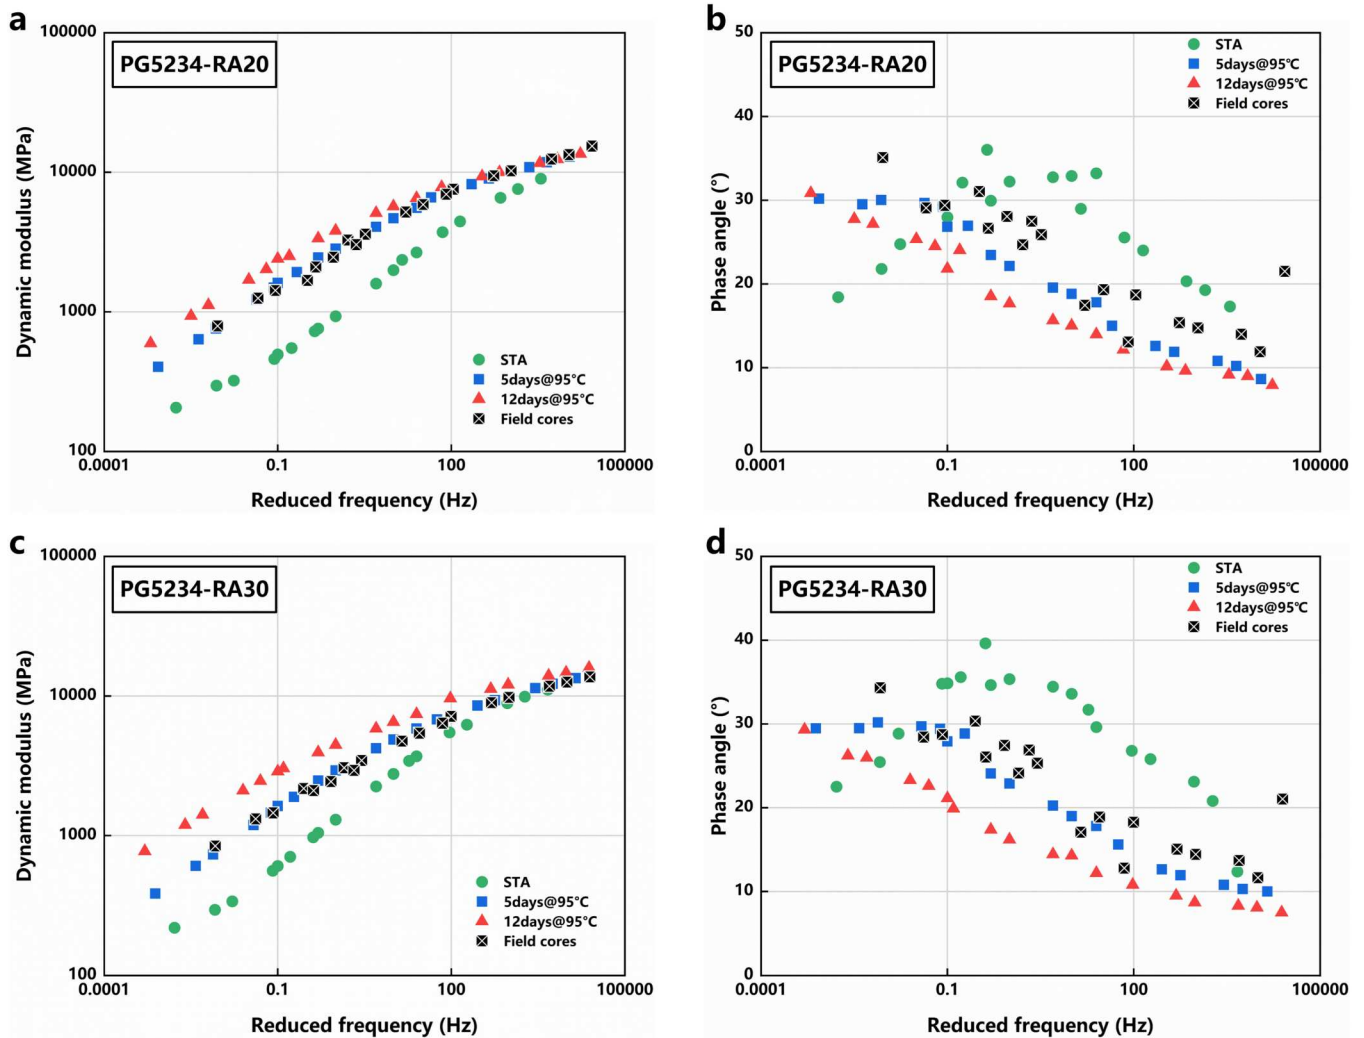 a
100000
PG5234-RA20
10000
1000
100
0.0001
0.1
100
100000
Dynamic modulus (MPa)
Reduced frequency (Hz)
STA
5days@95℃
12days@95℃
Field cores
b
50
PG5234-RA20
40
30
20
10
0
0.0001
0.1
100
100000
Phase angle (°)
Reduced frequency (Hz)
STA
5days@95℃
12days@95℃
Field cores
c
100000
PG5234-RA30
10000
1000
100
0.0001
0.1
100
100000
Dynamic modulus (MPa)
Reduced frequency (Hz)
STA
5days@95℃
12days@95℃
Field cores
d
50
PG5234-RA30
40
30
20
10
0
0.0001
0.1
100
100000
Phase angle (°)
Reduced frequency (Hz)
STA
5days@95℃
12days@95℃
Field cores